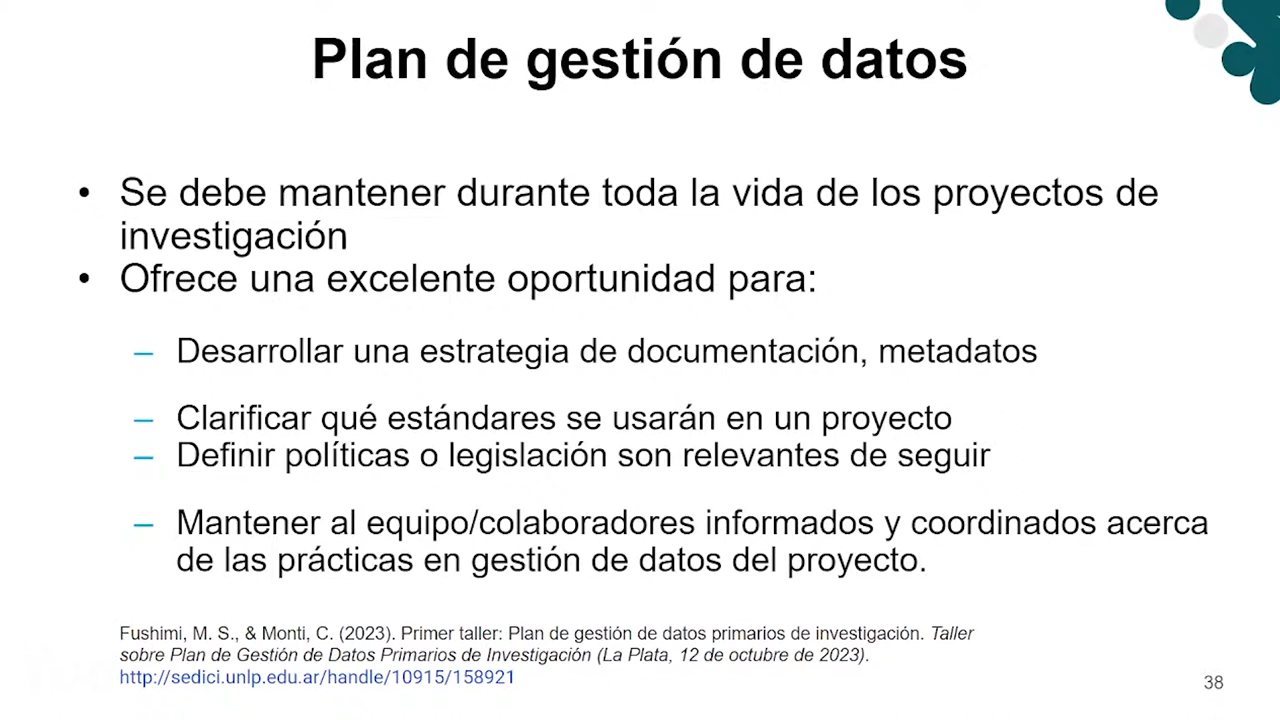 Plan de gestión de datos
• Se debe mantener durante toda la vida de los proyectos de
investigación
• Ofrece una excelente oportunidad para:
– Desarrollar una estrategia de documentación, metadatos
– Clarificar qué estándares se usarán en un proyecto
– Definir políticas o legislación son relevantes de seguir
– Mantener al equipo/colaboradores informados y coordinados acerca
de las prácticas en gestión de datos del proyecto.
Fushimi, M. S., & Monti, C. (2023). Primer taller: Plan de gestión de datos primarios de investigación. Taller
sobre Plan de Gestión de Datos Primarios de Investigación (La Plata, 12 de octubre de 2023).
http://sedici.unlp.edu.ar/handle/10915/158921
38